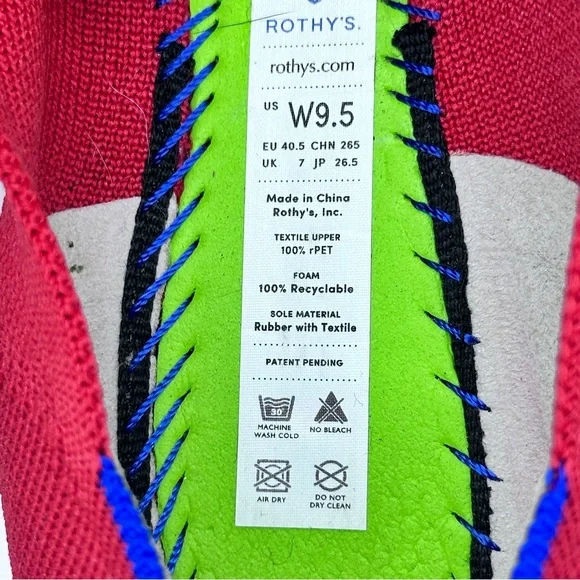 ROTHY'S.
rothys.com
US W9.5
EU 40.5 CHN 265
UK 7 JP 26.5
Made in China
Rothy's, Inc.
TEXTILE UPPER
100% rPET
FOAM
100% Recyclable
SOLE MATERIAL
Rubber with Textile
PATENT PENDING
30°
MACHINE WASH COLD
NO BLEACH
AIR DRY
DO NOT DRY CLEAN